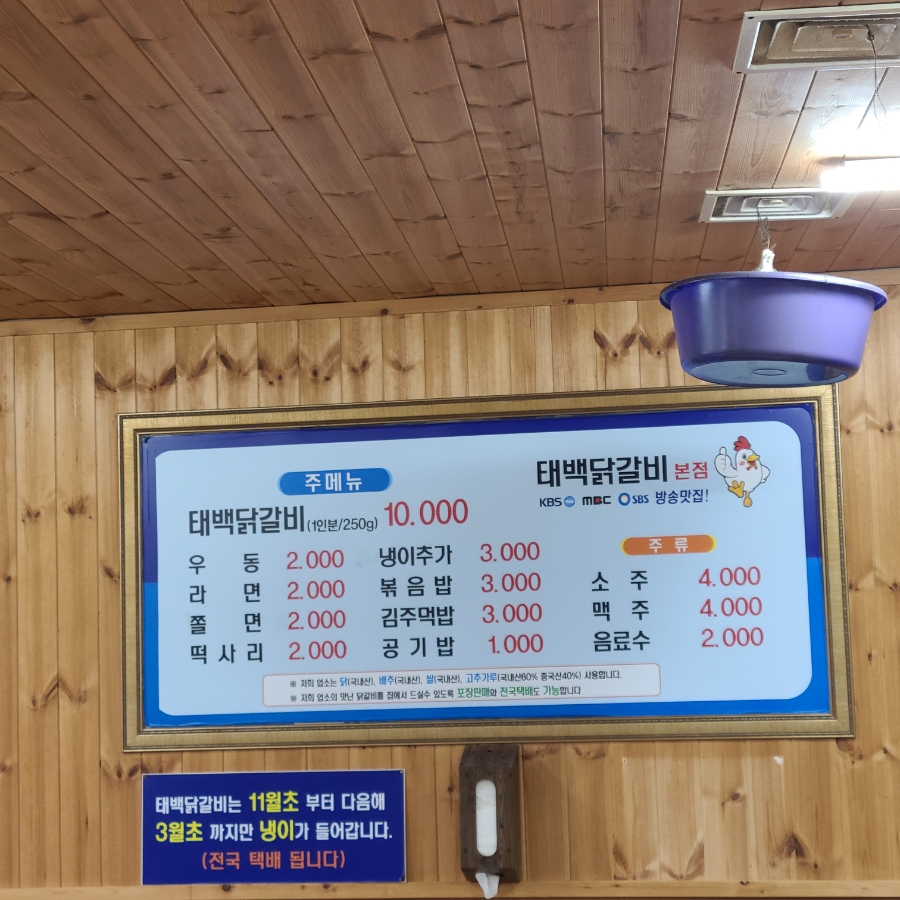 주메뉴
태백닭갈비(1인분/250g) 10.000
우 동 2.000
라 면 2.000
쫄 면 2.000
떡 사 리 2.000
냉이추가 3.000
볶 음 밥 3.000
김주먹밥 3.000
공 기 밥 1.000
태백닭갈비 본점
KBS MBC SBS 방송맛집!
주 류
소 주 4.000
맥 주 4.000
음료수 2.000
※ 저희 업소는 닭(국내산), 배추(국내산), 쌀(국내산), 고추가루(국내산60% 중국산40%) 사용합니다.
※ 저희 업소의 맛난 닭갈비를 집에서 드실수 있도록 포장판매와 전국택배도 가능합니다
태백닭갈비는 11월초 부터 다음해
3월초 까지만 냉이가 들어갑니다.
(전국 택배 됩니다)